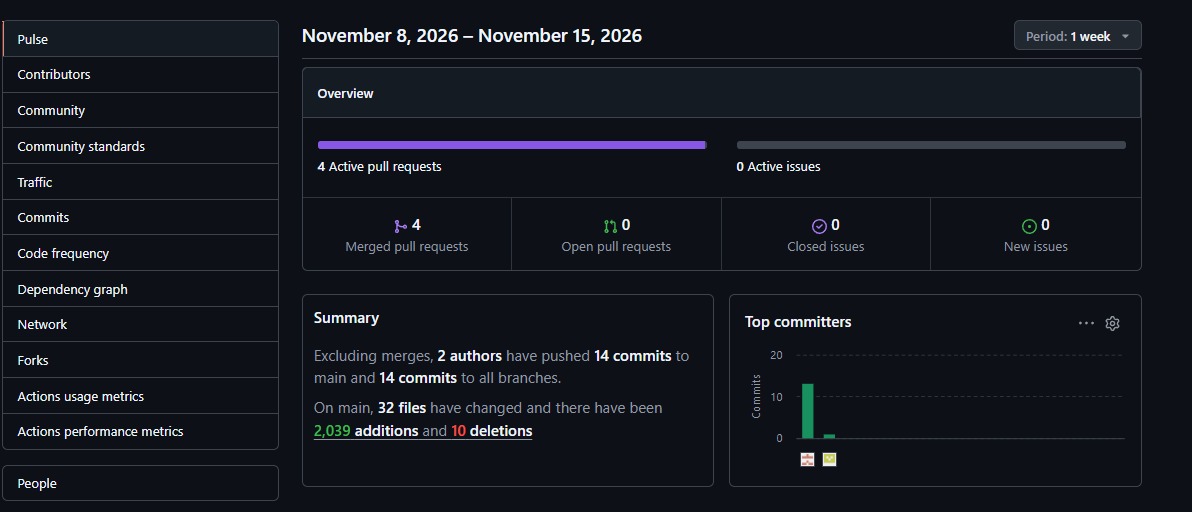 Pulse
Contributors
Community
Community standards
Traffic
Commits
Code frequency
Dependency graph
Network
Forks
Actions usage metrics
Actions performance metrics
People
November 8, 2026 – November 15, 2026
Period: 1 week
Overview
4 Active pull requests
0 Active issues
4
Merged pull requests
0
Open pull requests
0
Closed issues
0
New issues
Summary
Excluding merges, 2 authors have pushed 14 commits to
main and 14 commits to all branches.
On main, 32 files have changed and there have been
2,039 additions and 10 deletions
Top committers
Commits
20
10
0